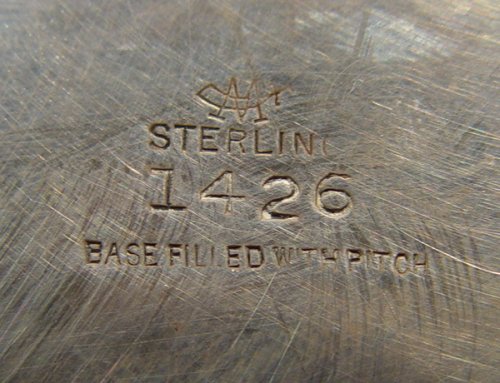 STERLING
1426
BASE FILLED WITH PITCH